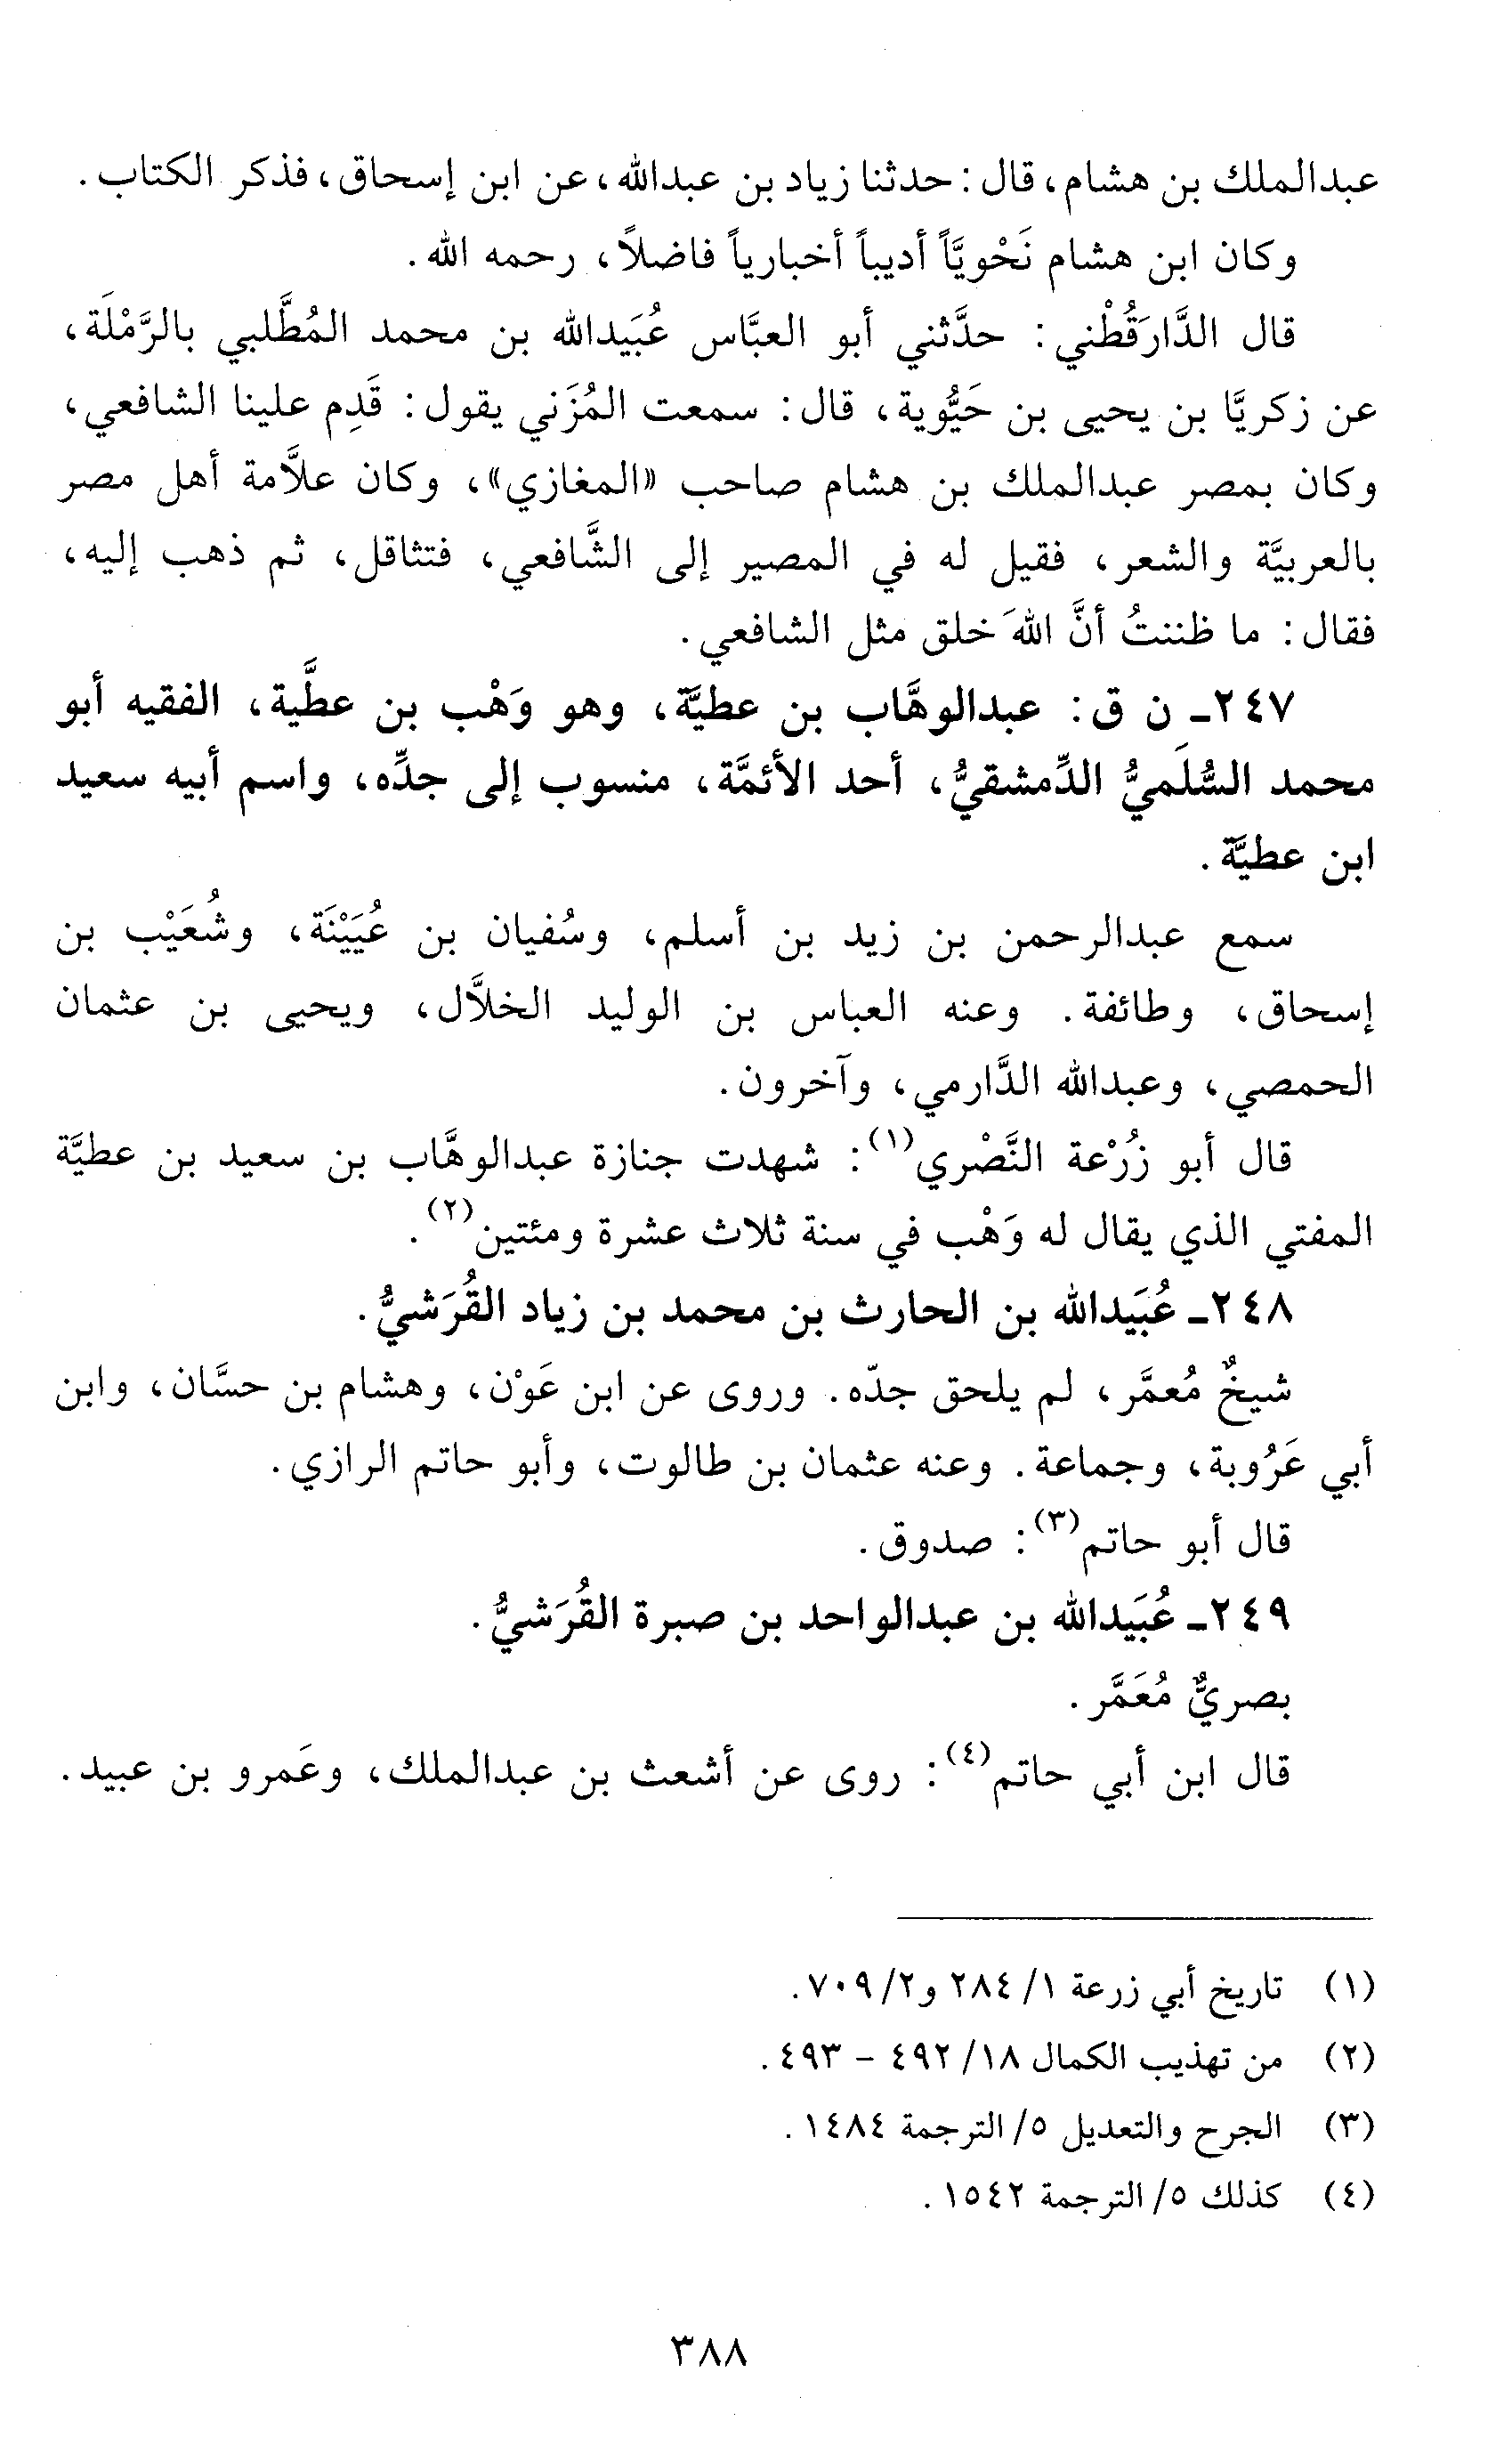 عبدالملك بن هشام، قال: حدثنا زياد بن عبدالله، عن ابن إسحاق، فذكر الكتاب.
وكان ابن هشام نَحْويًّا أديباً أخبارياً فاضلاً، رحمه الله.
قال الدَّارَقُطْني: حدَّثني أبو العبَّاس عُبَيدالله بن محمد المُطَّلبي بالرَّمْلَة،
عن زكريَّا بن يحيى بن حَيُّوية، قال: سمعت المُزَني يقول: قَدِم علينا الشافعي،
وكان بمصر عبدالملك بن هشام صاحب «المغازي»، وكان علاَّمة أهل مصر
بالعربيَّة والشعر، فقيل له في المصير إلى الشَّافعي، فتثاقل، ثم ذهب إليه،
فقال: ما ظننتُ أنَّ اللهَ خلق مثل الشافعي.
٢٤٧ـ ن ق: عبدالوهَّاب بن عطيَّة، وهو وَهْب بن عطَّية، الفقيه أبو
محمد السُّلَميُّ الدِّمشقيُّ، أحد الأئمَّة، منسوب إلى جدِّه، واسم أبيه سعيد
ابن عطيَّة.
سمع عبدالرحمن بن زيد بن أسلم، وسُفيان بن عُيَيْنَة، وشُعَيْب بن
إسحاق، وطائفة. وعنه العباس بن الوليد الخلاَّل، ويحيى بن عثمان
الحمصي، وعبدالله الدَّارمي، وآخرون.
قال أبو زُرْعة النَّصْري(١): شهدت جنازة عبدالوهَّاب بن سعيد بن عطيَّة
المفتي الذي يقال له وَهْب في سنة ثلاث عشرة ومئتين(٢).
٢٤٨ـ عُبَيدالله بن الحارث بن محمد بن زياد القُرَشيُّ.
شيخٌ مُعمَّر، لم يلحق جدّه. وروى عن ابن عَوْن، وهشام بن حسَّان، وابن
أبي عَرُوبة، وجماعة. وعنه عثمان بن طالوت، وأبو حاتم الرازي.
قال أبو حاتم(٣): صدوق.
٢٤٩ـ عُبَيدالله بن عبدالواحد بن صبرة القُرَشيُّ.
بصريٌّ مُعَمَّر.
قال ابن أبي حاتم(٤): روى عن أشعث بن عبدالملك، وعَمرو بن عبيد.
(١) تاريخ أبي زرعة ١/ ٢٨٤ و٢/ ٧٠٩.
(٢) من تهذيب الكمال ١٨/ ٤٩٢ - ٤٩٣.
(٣) الجرح والتعديل ٥/ الترجمة ١٤٨٤.
(٤) كذلك ٥/ الترجمة ١٥٤٢.
٣٨٨